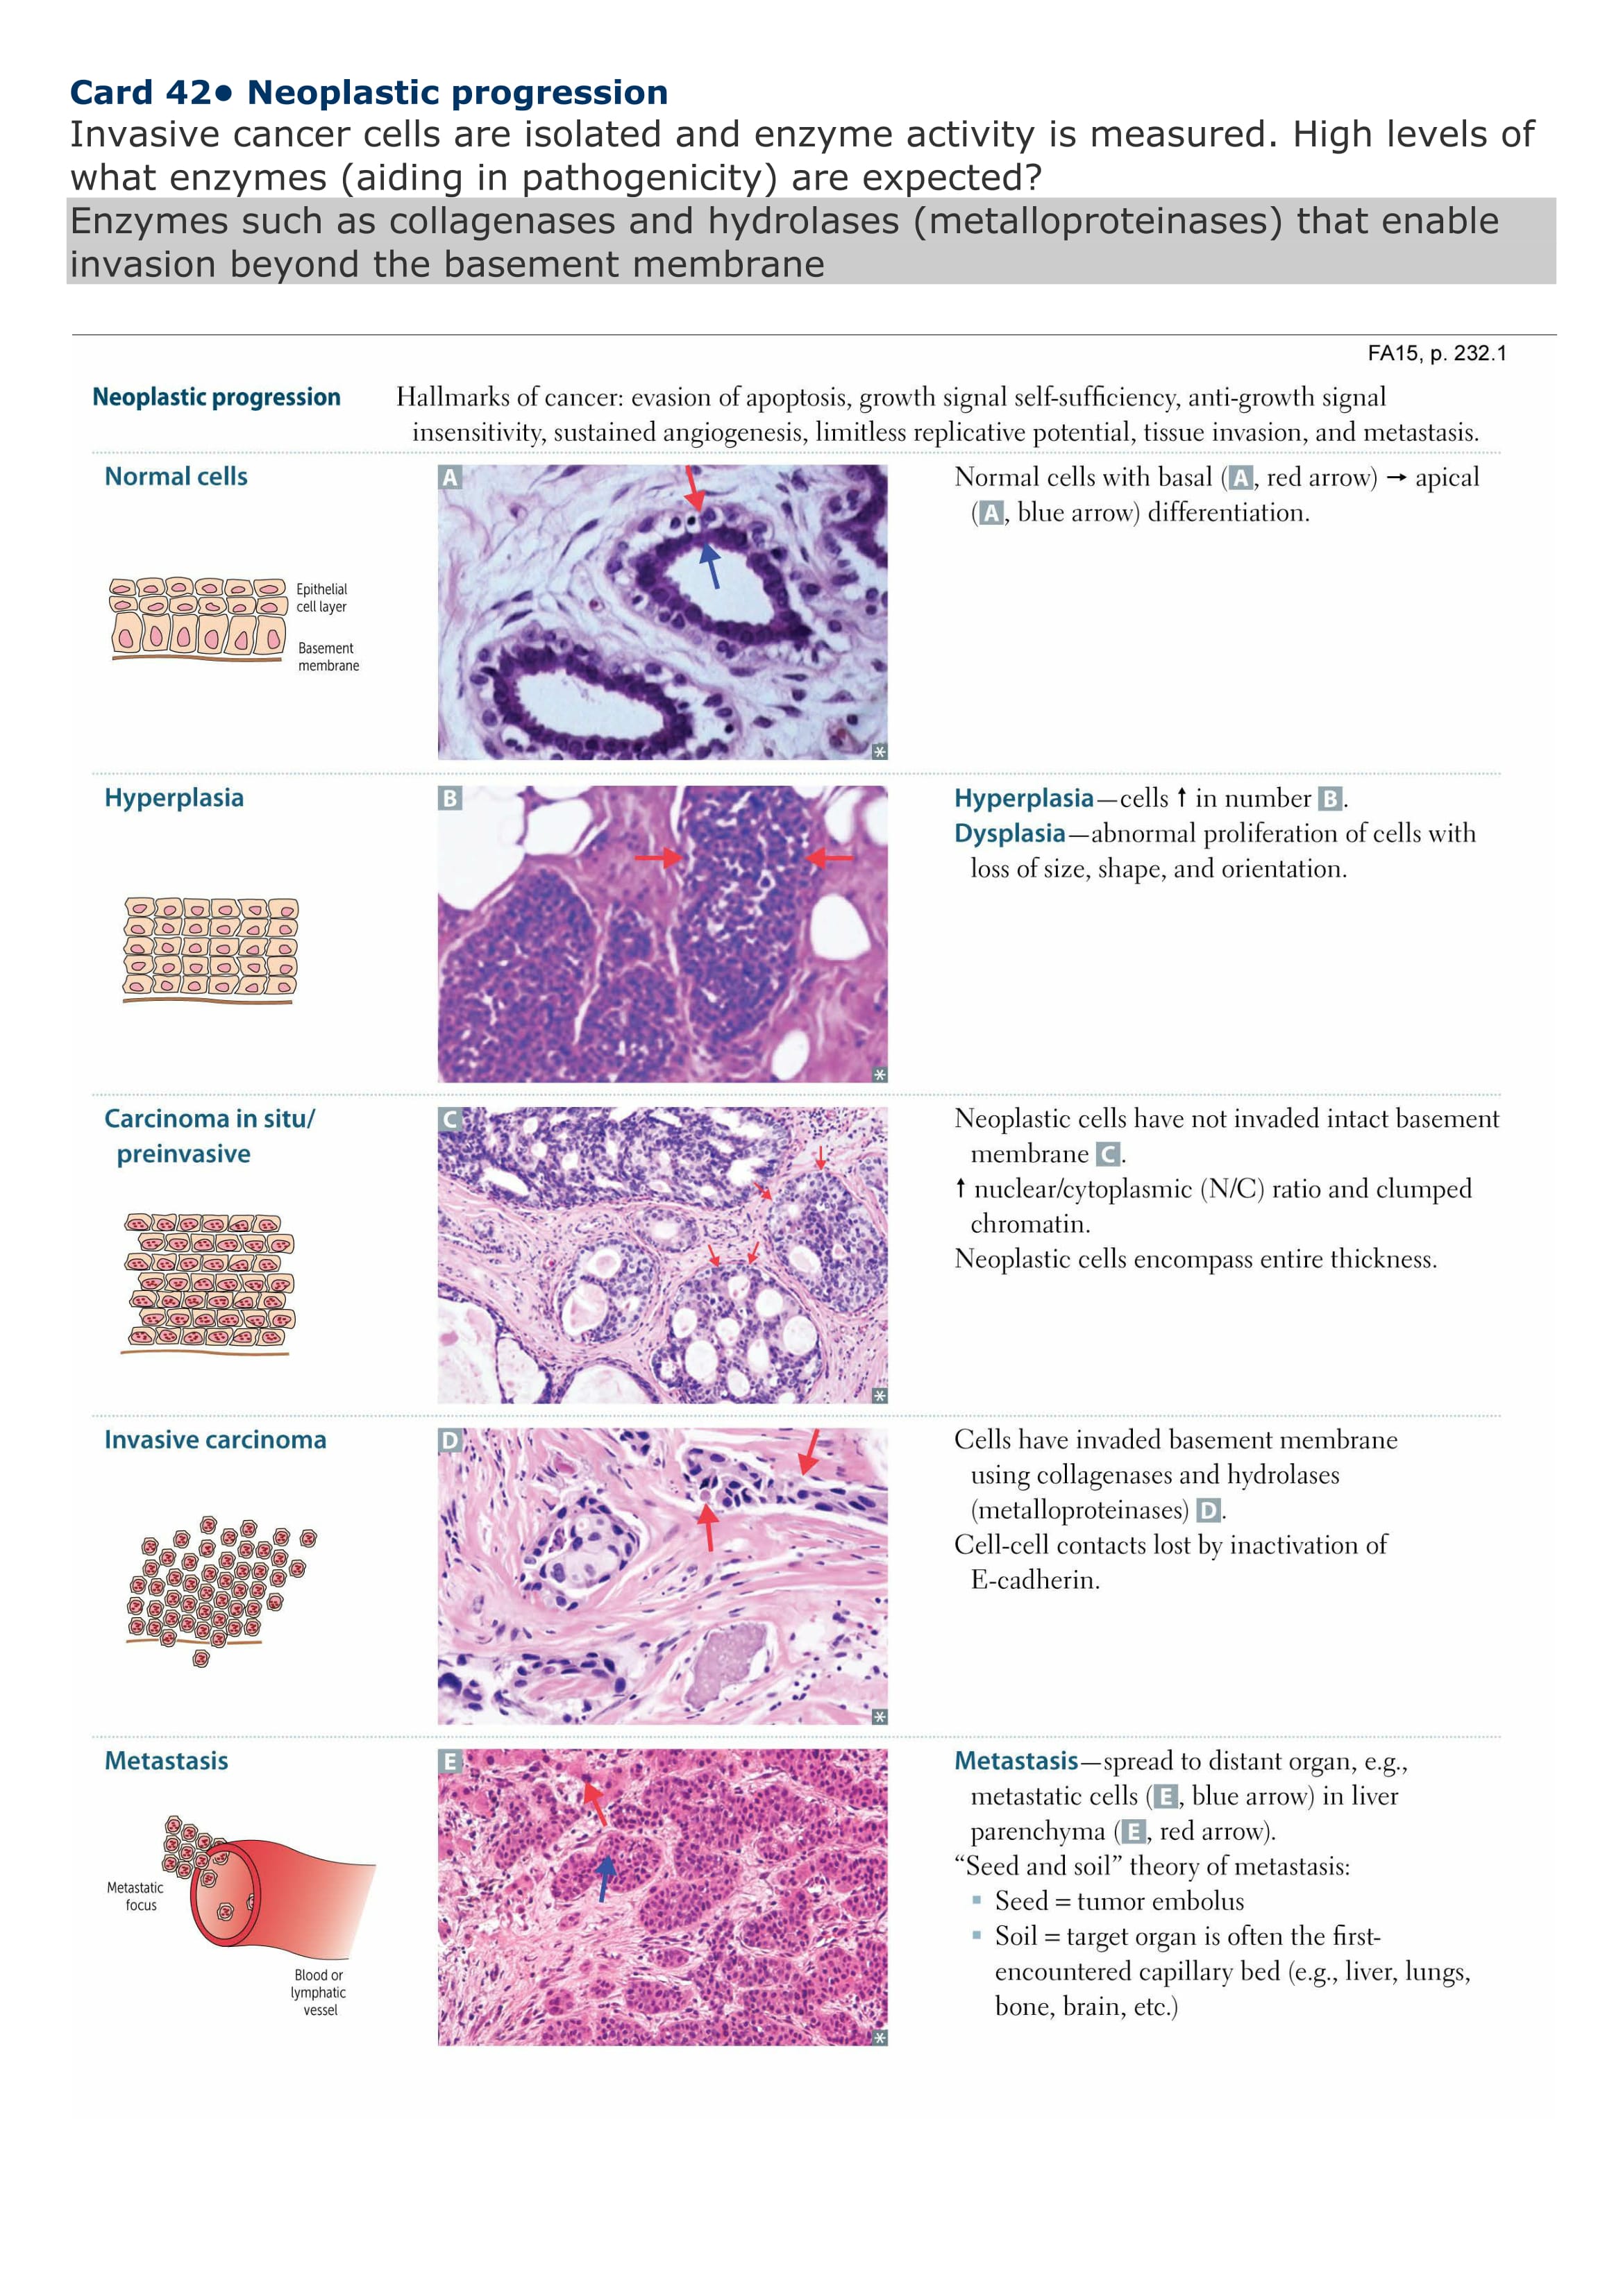 Card 42● Neoplastic progression
Invasive cancer cells are isolated and enzyme activity is measured. High levels of
what enzymes (aiding in pathogenicity) are expected?
Enzymes such as collagenases and hydrolases (metalloproteinases) that enable
invasion beyond the basement membrane
FA15, p. 232.1
Neoplastic progression
Hallmarks of cancer: evasion of apoptosis, growth signal self-sufficiency, anti-growth signal
insensitivity, sustained angiogenesis, limitless replicative potential, tissue invasion, and metastasis.
Normal cells
Epithelial
cell layer
Basement
membrane
A
*
Normal cells with basal (A, red arrow) → apical
(A, blue arrow) differentiation.
Hyperplasia
B
*
Hyperplasia—cells ↑ in number B.
Dysplasia—abnormal proliferation of cells with
loss of size, shape, and orientation.
Carcinoma in situ/
preinvasive
C
*
Neoplastic cells have not invaded intact basement
membrane C.
↑ nuclear/cytoplasmic (N/C) ratio and clumped
chromatin.
Neoplastic cells encompass entire thickness.
Invasive carcinoma
D
*
Cells have invaded basement membrane
using collagenases and hydrolases
(metalloproteinases) D.
Cell-cell contacts lost by inactivation of
E-cadherin.
Metastasis
Metastatic
focus
Blood or
lymphatic
vessel
E
*
Metastasis—spread to distant organ, e.g.,
metastatic cells (E, blue arrow) in liver
parenchyma (E, red arrow).
“Seed and soil” theory of metastasis:
▪ Seed = tumor embolus
▪ Soil = target organ is often the first-
encountered capillary bed (e.g., liver, lungs,
bone, brain, etc.)